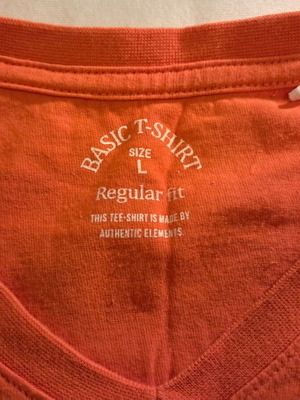 BASIC T-SHIRT
SIZE
L
Regular fit
THIS TEE-SHIRT IS MADE BY
AUTHENTIC ELEMENTS